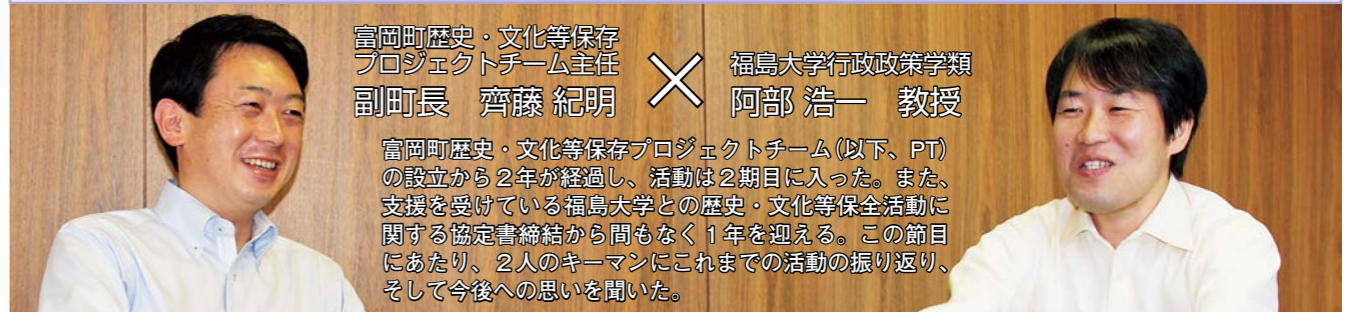 富岡町歴史・文化等保存
プロジェクトチーム主任
副町長　齊藤 紀明
×
福島大学行政政策学類
阿部 浩一　教授
富岡町歴史・文化等保存プロジェクトチーム(以下、PT)
の設立から２年が経過し、活動は２期目に入った。また、
支援を受けている福島大学との歴史・文化等保全活動に
関する協定書締結から間もなく１年を迎える。この節目
にあたり、２人のキーマンにこれまでの活動の振り返り、
そして今後への思いを聞いた。